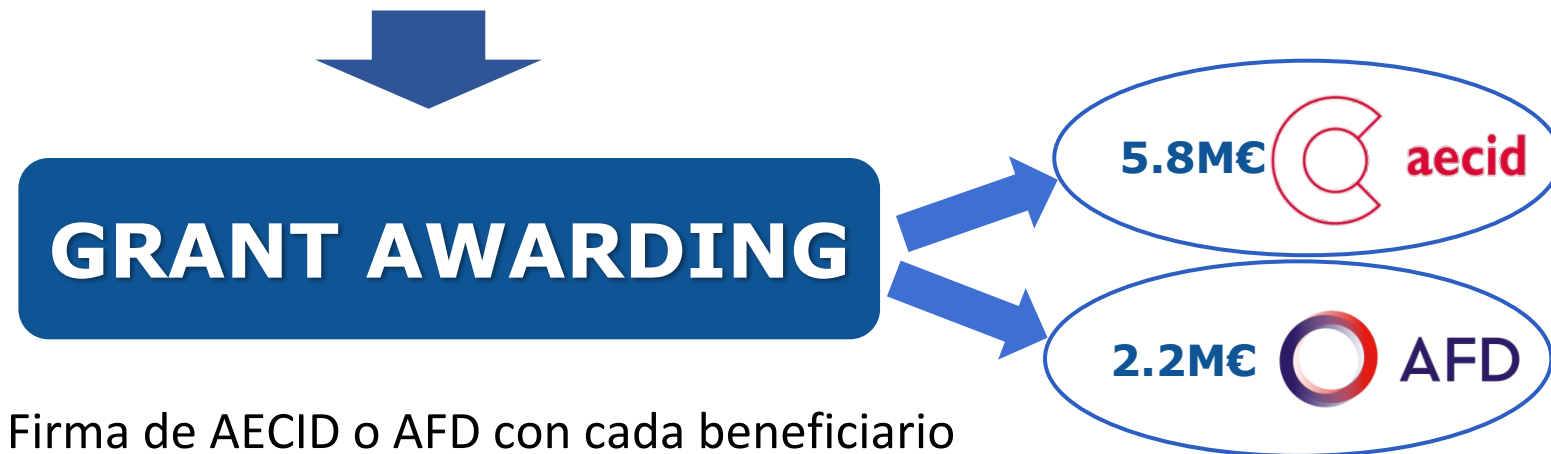 GRANT AWARDING
5.8M€ aecid
2.2M€ AFD
Firma de AECID o AFD con cada beneficiario